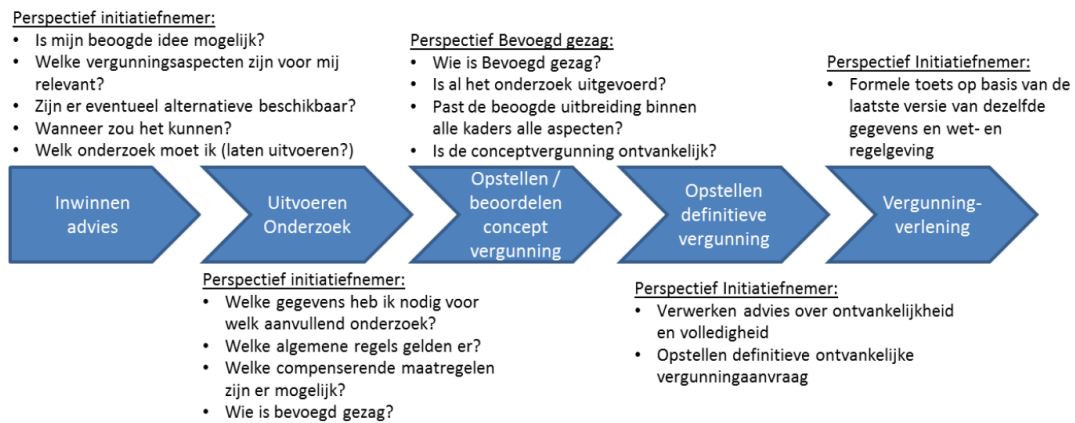 Perspectief initiatiefnemer:
• Is mijn beoogde idee mogelijk?
• Welke vergunningsaspecten zijn voor mij
relevant?
• Zijn er eventueel alternatieve beschikbaar?
• Wanneer zou het kunnen?
• Welk onderzoek moet ik (laten uitvoeren?)
Perspectief Bevoegd gezag:
• Wie is Bevoegd gezag?
• Is al het onderzoek uitgevoerd?
• Past de beoogde uitbreiding binnen
alle kaders alle aspecten?
• Is de conceptvergunning ontvankelijk?
Perspectief Initiatiefnemer:
• Formele toets op basis van de
laatste versie van dezelfde
gegevens en wet- en
regelgeving
Inwinnen
advies
Uitvoeren
Onderzoek
Opstellen /
beoordelen
concept
vergunning
Opstellen
definitieve
vergunning
Vergunning-
verlening
Perspectief initiatiefnemer:
• Welke gegevens heb ik nodig voor
welk aanvullend onderzoek?
• Welke algemene regels gelden er?
• Welke compenserende maatregelen
zijn er mogelijk?
• Wie is bevoegd gezag?
Perspectief Initiatiefnemer:
• Verwerken advies over ontvankelijkheid
en volledigheid
• Opstellen definitieve ontvankelijke
vergunningaanvraag